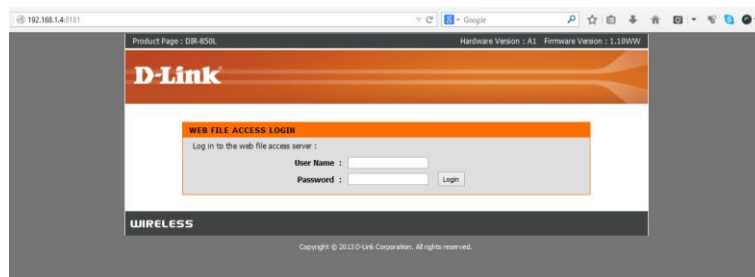 192.168.1.4:8181
Google
Product Page : DIR-850L Hardware Version : A1 Firmware Version : 1.10WW
D-Link
WEB FILE ACCESS LOGIN
Log in to the web file access server :
User Name :
Password : Login
WIRELESS
Copyright © 2013 D-Link Corporation. All rights reserved.